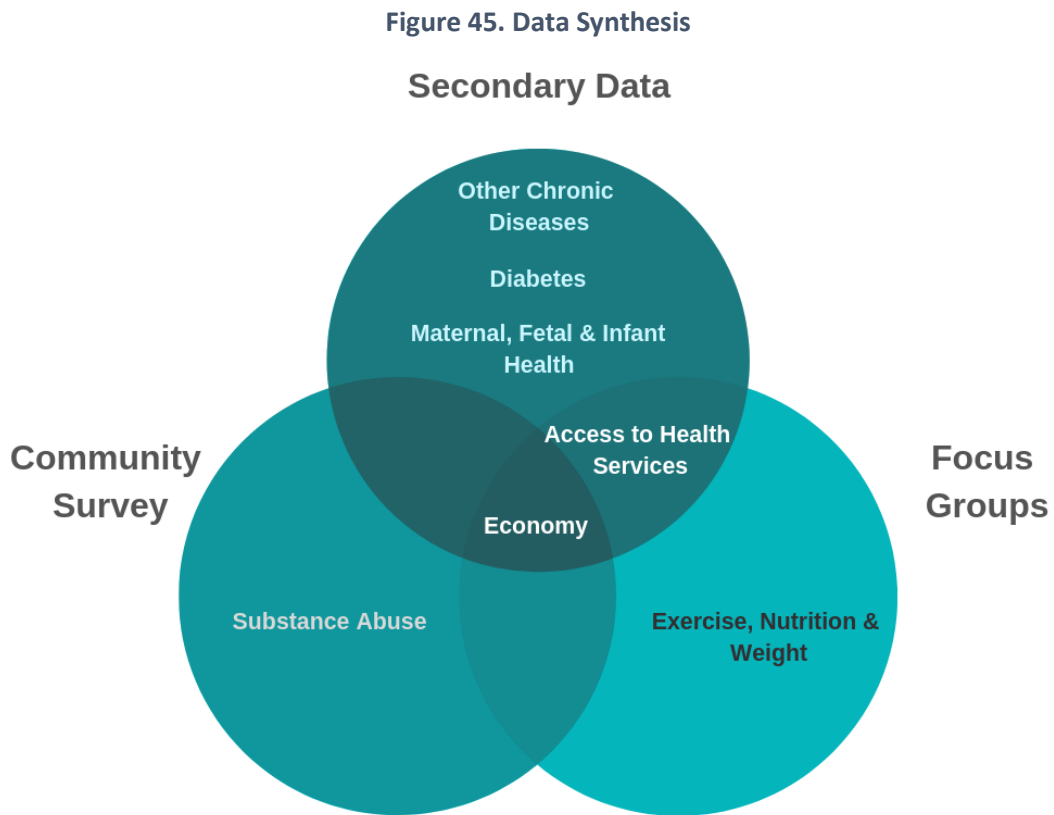 Figure 45. Data Synthesis
Secondary Data
Other Chronic
Diseases
Diabetes
Maternal, Fetal & Infant
Health
Access to Health
Services
Community
Survey
Focus
Groups
Economy
Substance Abuse
Exercise, Nutrition &
Weight